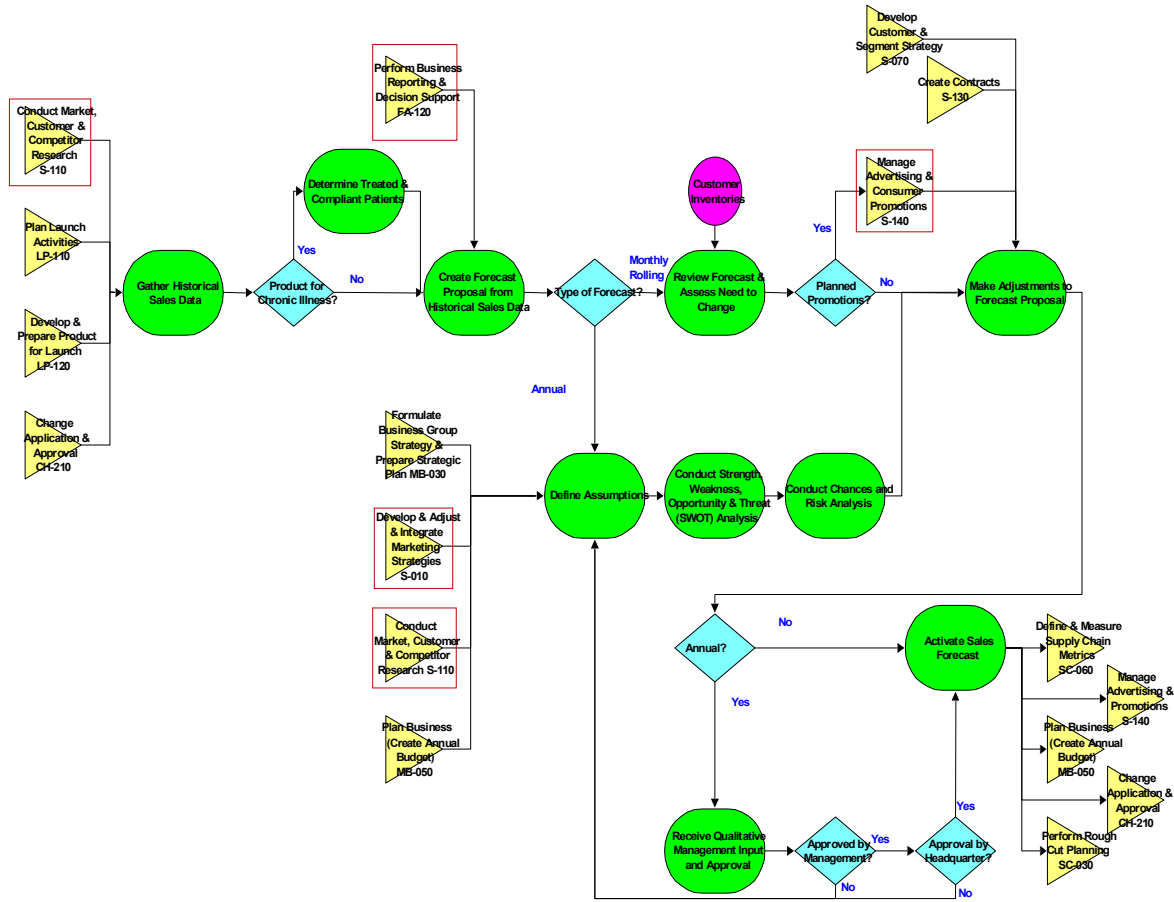 Develop
Customer &
Segment Strategy
S-070
Create Contracts
S-130
Perform Business
Reporting &
Decision Support
FA-120
Conduct Market,
Customer &
Competitor
Research
S-110
Determine Treated &
Compliant Patients
Customer
Inventories
Manage
Advertising &
Consumer
Promotions
S-140
Plan Launch
Activities
LP-110
Yes
Yes
Gather Historical
Sales Data
Product for
Chronic Illness?
No
Create Forecast
Proposal from
Historical Sales Data
Type of Forecast?
Monthly
Rolling
Review Forecast &
Assess Need to
Change
Planned
Promotions?
No
Make Adjustments to
Forecast Proposal
Develop &
Prepare Product
for Launch
LP-120
Annual
Change
Application &
Approval
CH-210
Formulate
Business Group
Strategy &
Prepare Strategic
Plan MB-030
Define Assumptions
Conduct Strength,
Weakness,
Opportunity & Threat
(SWOT) Analysis
Conduct Chances and
Risk Analysis
Develop & Adjust
& Integrate
Marketing
Strategies
S-010
Conduct
Market, Customer
& Competitor
Research S-110
Plan Business
(Create Annual
Budget)
MB-050
Annual?
No
Activate Sales
Forecast
Yes
Define & Measure
Supply Chain
Metrics
SC-060
Manage
Advertising &
Promotions
S-140
Plan Business
(Create Annual
Budget)
MB-050
Change
Application &
Approval
CH-210
Perform Rough
Cut Planning
SC-030
Receive Qualitative
Management Input
and Approval
Approved by
Management?
Yes
Approval by
Headquarter?
Yes
No
No